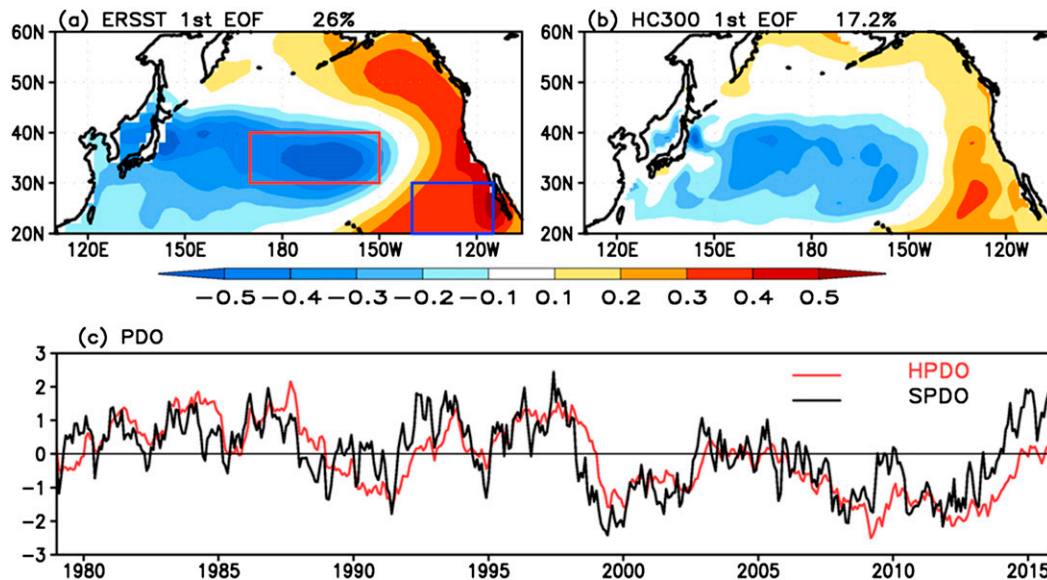 (a) ERSST 1st EOF 26%
(b) HC300 1st EOF 17.2%
60N
50N
40N
30N
20N
120E 150E 180 150W 120W
60N
50N
40N
30N
20N
120E 150E 180 150W 120W
-0.5 -0.4 -0.3 -0.2 -0.1 0.1 0.2 0.3 0.4 0.5
(c) PDO
3
2
1
0
-1
-2
-3
HPDO
SPDO
1980 1985 1990 1995 2000 2005 2010 2015